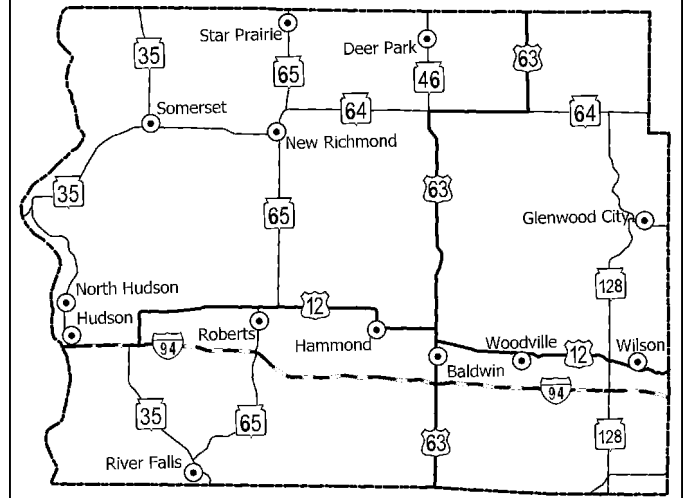 Star Prairie
Deer Park
35
63
65
46
Somerset
64
64
New Richmond
35
63
65
Glenwood City
128
North Hudson
12
Hudson
Roberts
Hammond
94
Woodville
12
Wilson
Baldwin
94
35
65
63
128
River Falls